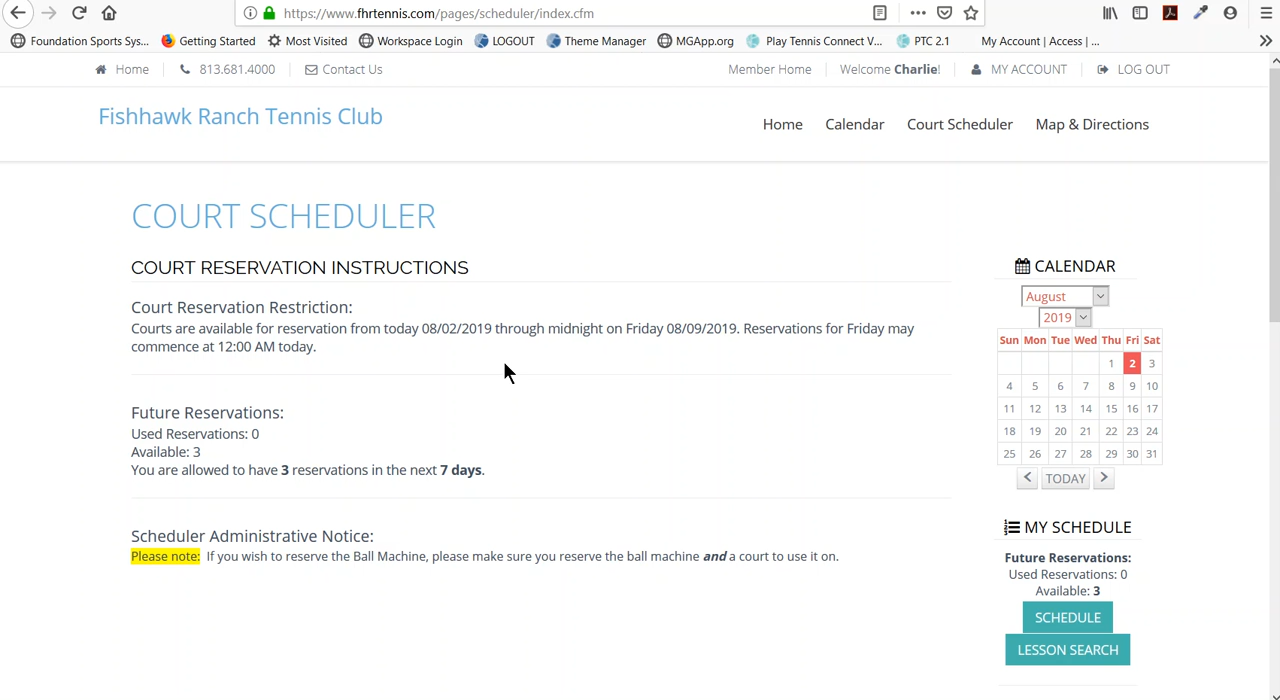 https://www.fhrtennis.com/pages/scheduler/index.cfm
Foundation Sports Sys... Getting Started Most Visited Workspace Login LOGOUT Theme Manager MGApp.org Play Tennis Connect V... PTC 2.1 My Account | Access | ...
Home 813.681.4000 Contact Us Member Home Welcome Charlie! MY ACCOUNT LOG OUT
Fishhawk Ranch Tennis Club
Home Calendar Court Scheduler Map & Directions
COURT SCHEDULER
COURT RESERVATION INSTRUCTIONS
Court Reservation Restriction:
Courts are available for reservation from today 08/02/2019 through midnight on Friday 08/09/2019. Reservations for Friday may
commence at 12:00 AM today.
Future Reservations:
Used Reservations: 0
Available: 3
You are allowed to have 3 reservations in the next 7 days.
Scheduler Administrative Notice:
Please note: If you wish to reserve the Ball Machine, please make sure you reserve the ball machine and a court to use it on.
CALENDAR
August
2019
Sun Mon Tue Wed Thu Fri Sat
1 2 3
4 5 6 7 8 9 10
11 12 13 14 15 16 17
18 19 20 21 22 23 24
25 26 27 28 29 30 31
< TODAY >
MY SCHEDULE
Future Reservations:
Used Reservations: 0
Available: 3
SCHEDULE
LESSON SEARCH